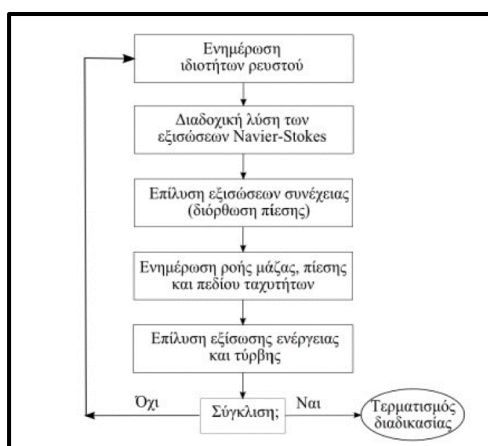 Ενημέρωση
ιδιοτήτων ρευστού
Διαδοχική λύση των
εξισώσεων Navier-Stokes
Επίλυση εξισώσεων συνέχειας
(διόρθωση πίεσης)
Ενημέρωση ροής μάζας, πίεσης
και πεδίου ταχυτήτων
Επίλυση εξίσωσης ενέργειας
και τύρβης
Όχι
Σύγκλιση;
Ναι
Τερματισμός
διαδικασίας